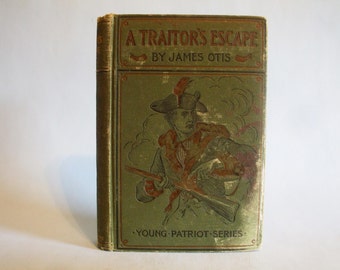 A TRAITOR'S ESCAPE
BY JAMES OTIS
·YOUNG PATRIOT·SERIES·